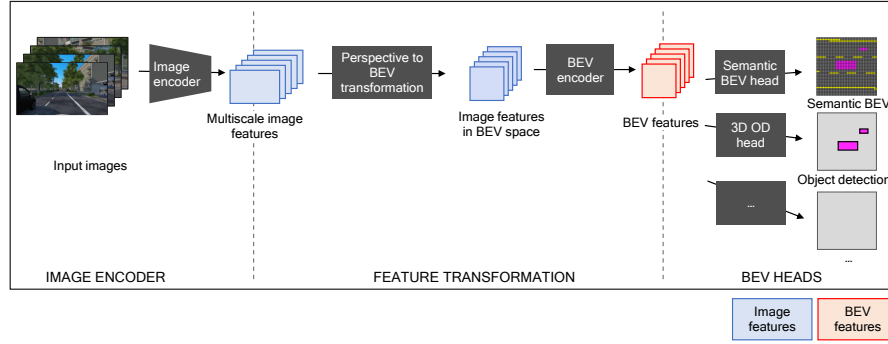 Input images
Image
encoder
Multiscale image
features
Perspective to
BEV
transformation
Image features
in BEV space
BEV
encoder
BEV features
Semantic
BEV head
Semantic BEV
3D OD
head
Object detection
...
...
IMAGE ENCODER
FEATURE TRANSFORMATION
BEV HEADS
Image
features
BEV
features